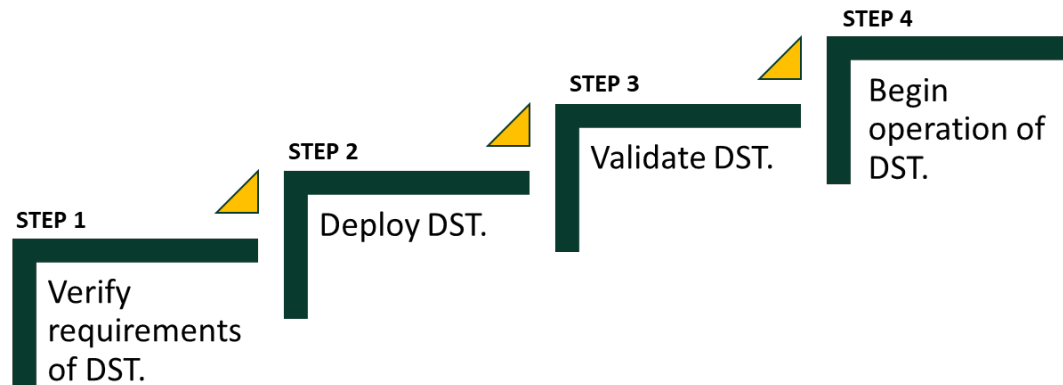 STEP 1
Verify
requirements
of DST.
STEP 2
Deploy DST.
STEP 3
Validate DST.
STEP 4
Begin
operation of
DST.